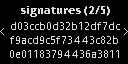 signatures (2/5)
d03ccb0d32b12df7dc
< f9acd9c5f73443c82b >
0e01183794436a3811